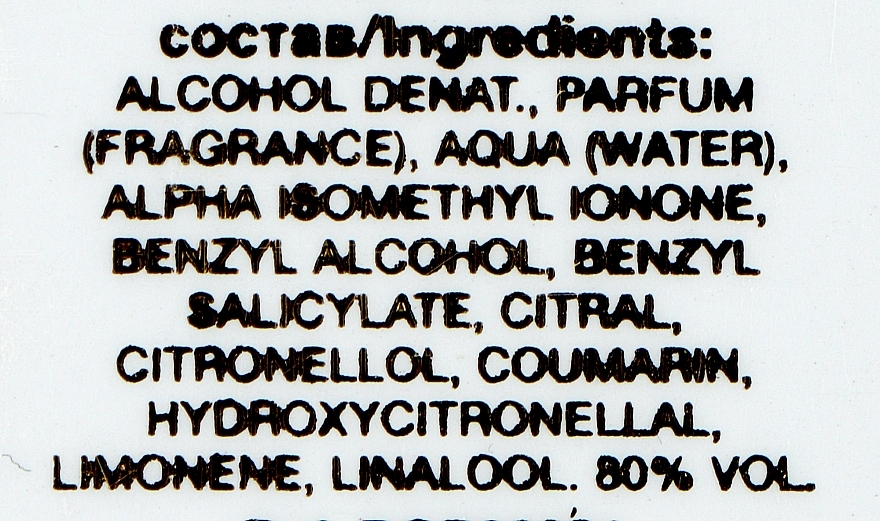 состав/Ingredients:
ALCOHOL DENAT., PARFUM
(FRAGRANCE), AQUA (WATER),
ALPHA ISOMETHYL IONONE,
BENZYL ALCOHOL, BENZYL
SALICYLATE, CITRAL,
CITRONELLOL, COUMARIN,
HYDROXYCITRONELLAL,
LIMONENE, LINALOOL. 80% VOL.